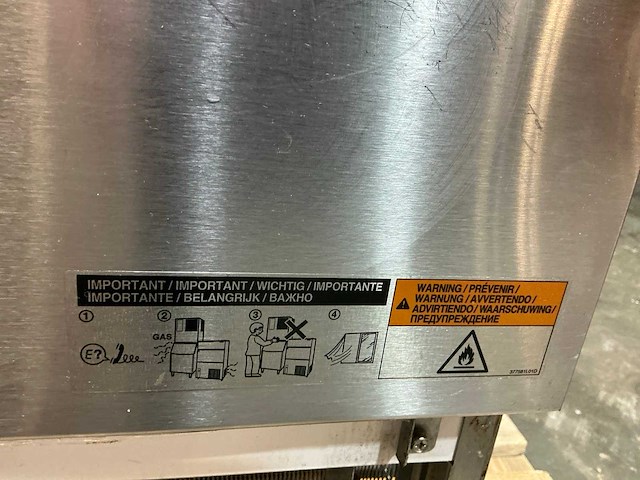 IMPORTANT / IMPORTANT / WICHTIG / IMPORTANTE
IMPORTANTE / BELANGRIJK / ВАЖНО
1
2
3
4
E?
GAS
WARNING / PRÉVENIR /
WARNUNG / AVVERTENDO /
ADVIRTIENDO / WAARSCHUWING /
ПРЕДУПРЕЖДЕНИЕ